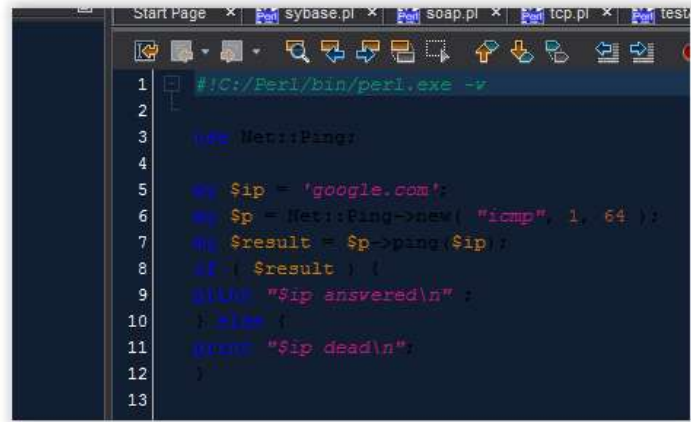 Start Page × sybase.pl × soap.pl × tcp.pl × test
1 #!C:/Perl/bin/perl.exe -v
2
3 use Net::Ping;
4
5 my $ip = 'google.com';
6 my $p = Net::Ping->new( "icmp", 1, 64 );
7 my $result = $p->ping($ip);
8 if ( $result ) {
9 print "$ip answered\n" ;
10 } else {
11 print "$ip dead\n";
12 }
13